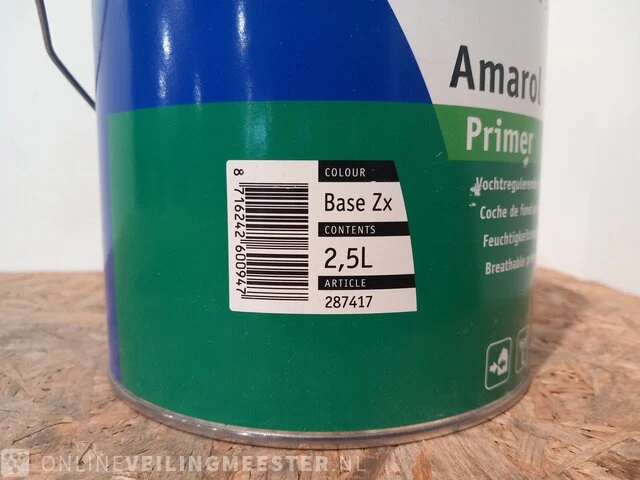 Amarol
Primer
Vochtregulerende
Coche de fond
Feuchtigkeits
Breathable
COLOUR
Base Zx
CONTENTS
2,5L
ARTICLE
287417
8 716242 600947
ONLINEVEILINGMEESTER.NL